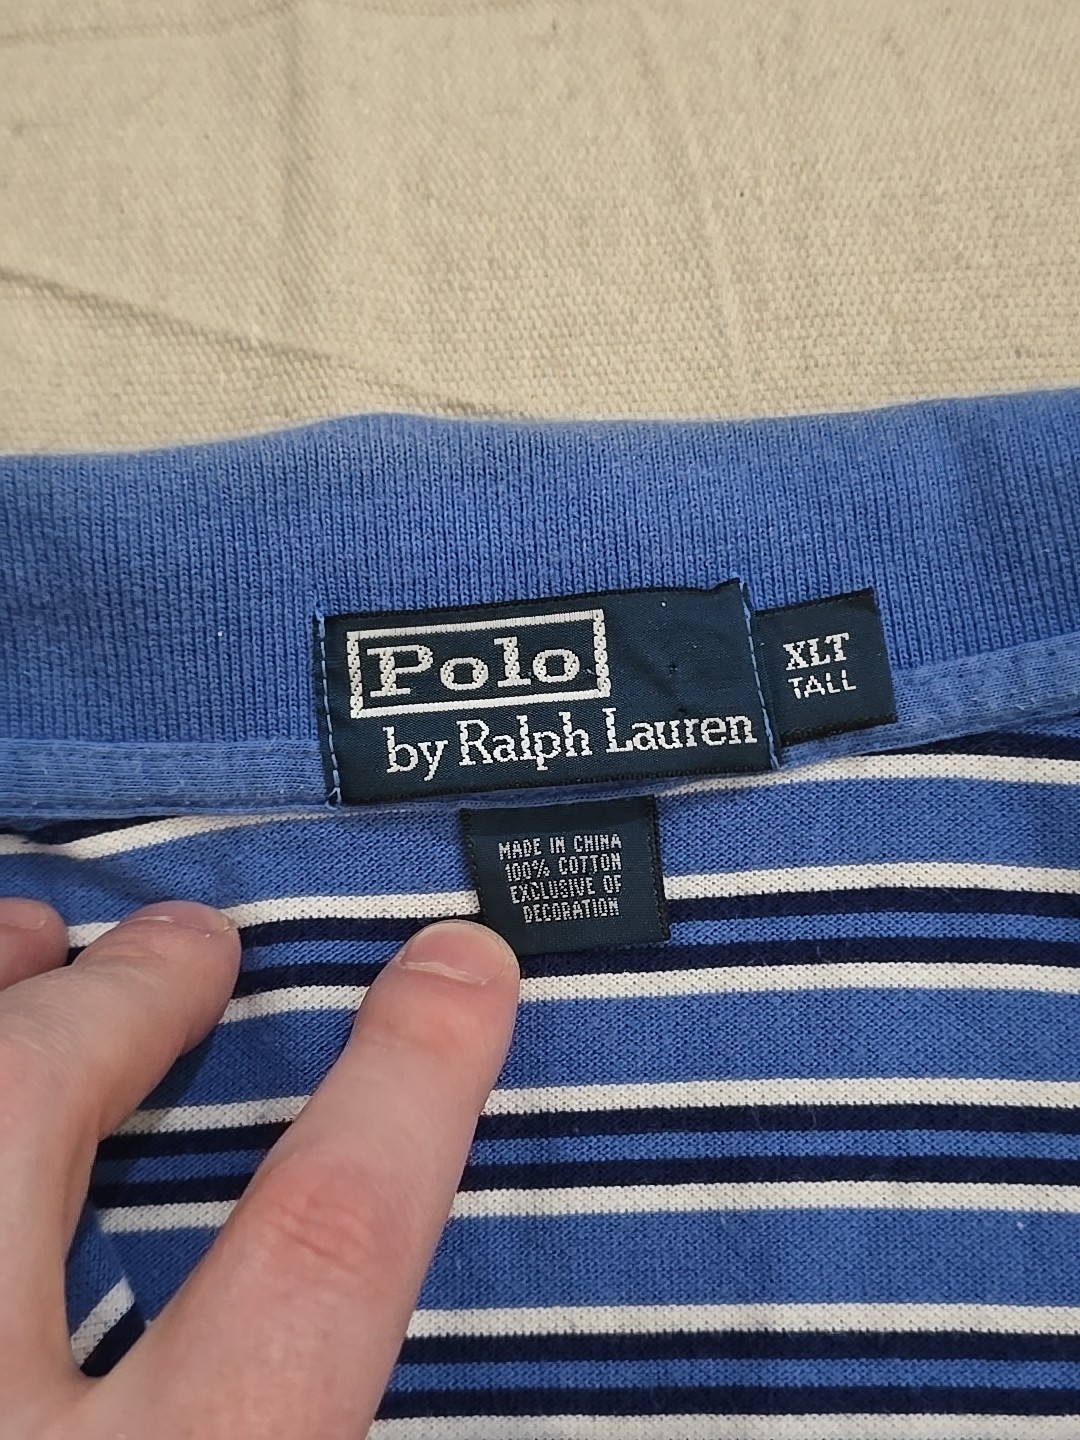 Polo
by Ralph Lauren
XLT
TALL
MADE IN CHINA
100% COTTON
EXCLUSIVE OF
DECORATION